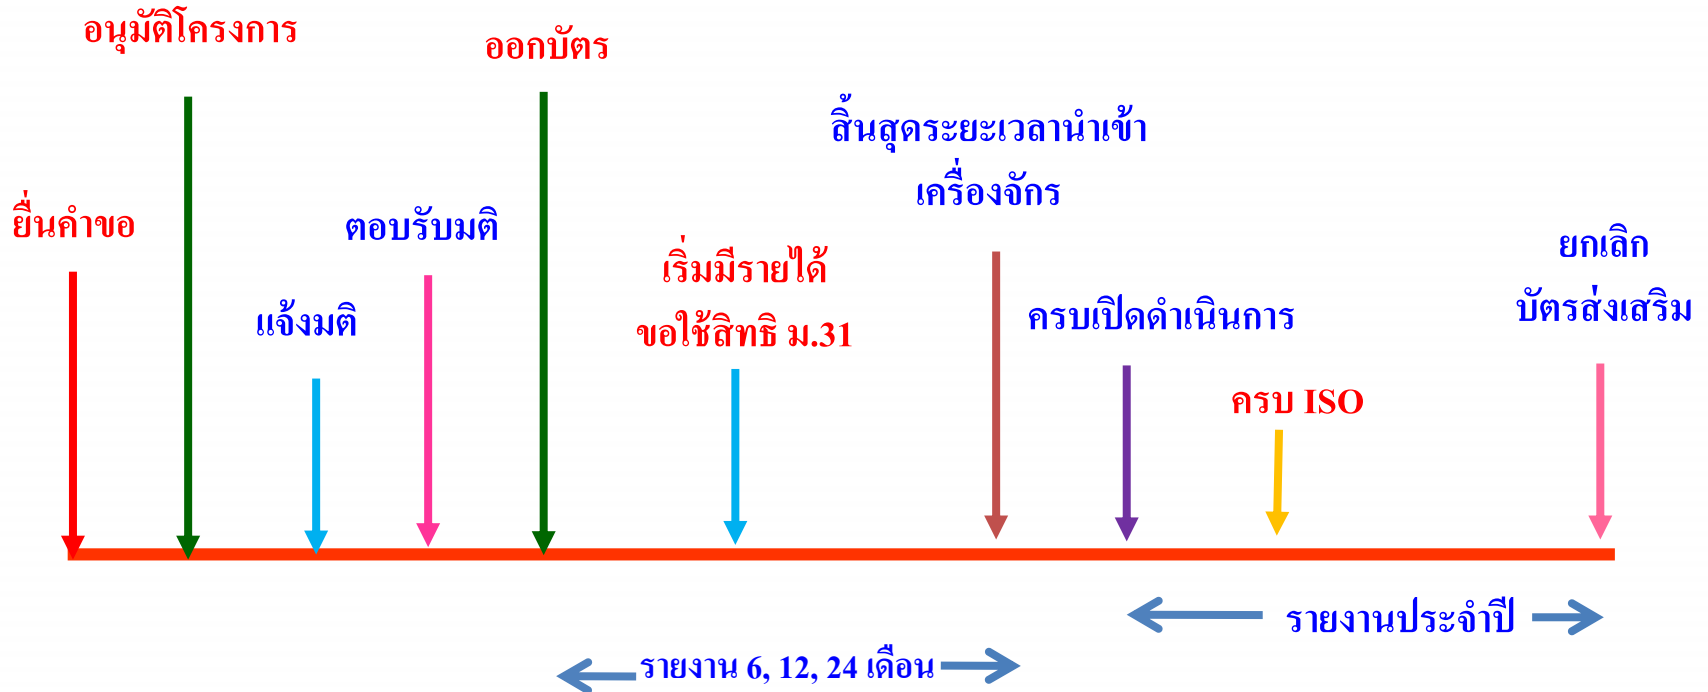 อนุมัติโครงการ
ออกบัตร
สิ้นสุดระยะเวลานำเข้า
เครื่องจักร
ยื่นคำขอ
ตอบรับมติ
เริ่มมีรายได้
ขอใช้สิทธิ ม.31
ยกเลิก
บัตรส่งเสริม
แจ้งมติ
ครบเปิดดำเนินการ
ครบ ISO
รายงานประจำปี
รายงาน 6, 12, 24 เดือน